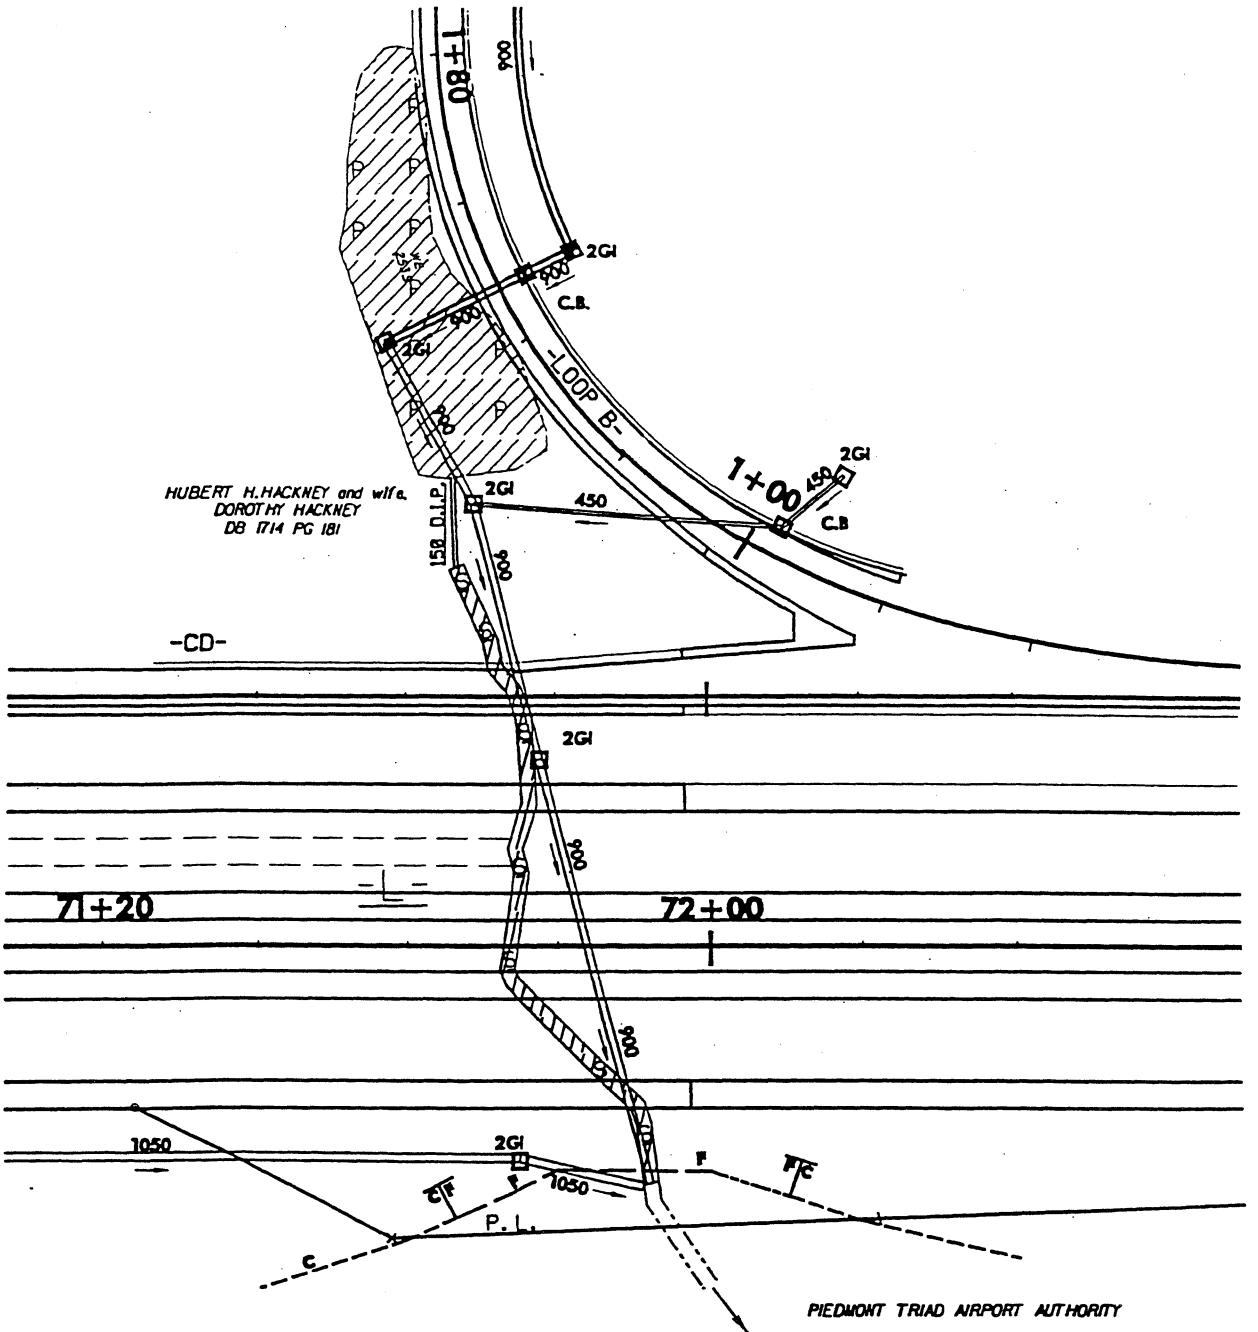 1+80
900
2GI
900
C.B.
900
2GI
900
-LOOP B-
HUBERT H. HACKNEY and wife,
DOROTHY HACKNEY
DB 1714 PG 181
150 D.I.P.
2GI
450
1+00
2GI
450
C.B
900
-CD-
2GI
900
71+20
L
72+00
900
1050
2GI
1050
C F
F
F
F C
P. L.
C
PIEDMONT TRIAD AIRPORT AUTHORITY